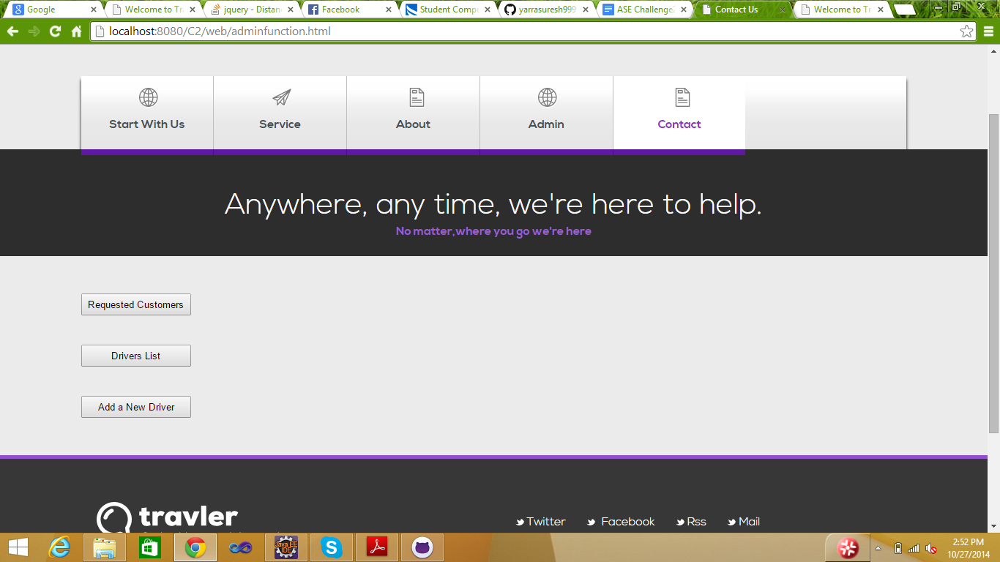 Google
Welcome to Tra
jquery - Distan
Facebook
Student Compu
yarrasuresh999
ASE Challenge
Contact Us
Welcome to Tr
localhost:8080/C2/web/adminfunction.html
Start With Us
Service
About
Admin
Contact
Anywhere, any time, we're here to help.
No matter,where you go we're here
Requested Customers
Drivers List
Add a New Driver
travler
Twitter
Facebook
Rss
Mail
Java EE
IDE
2:52 PM
10/27/2014